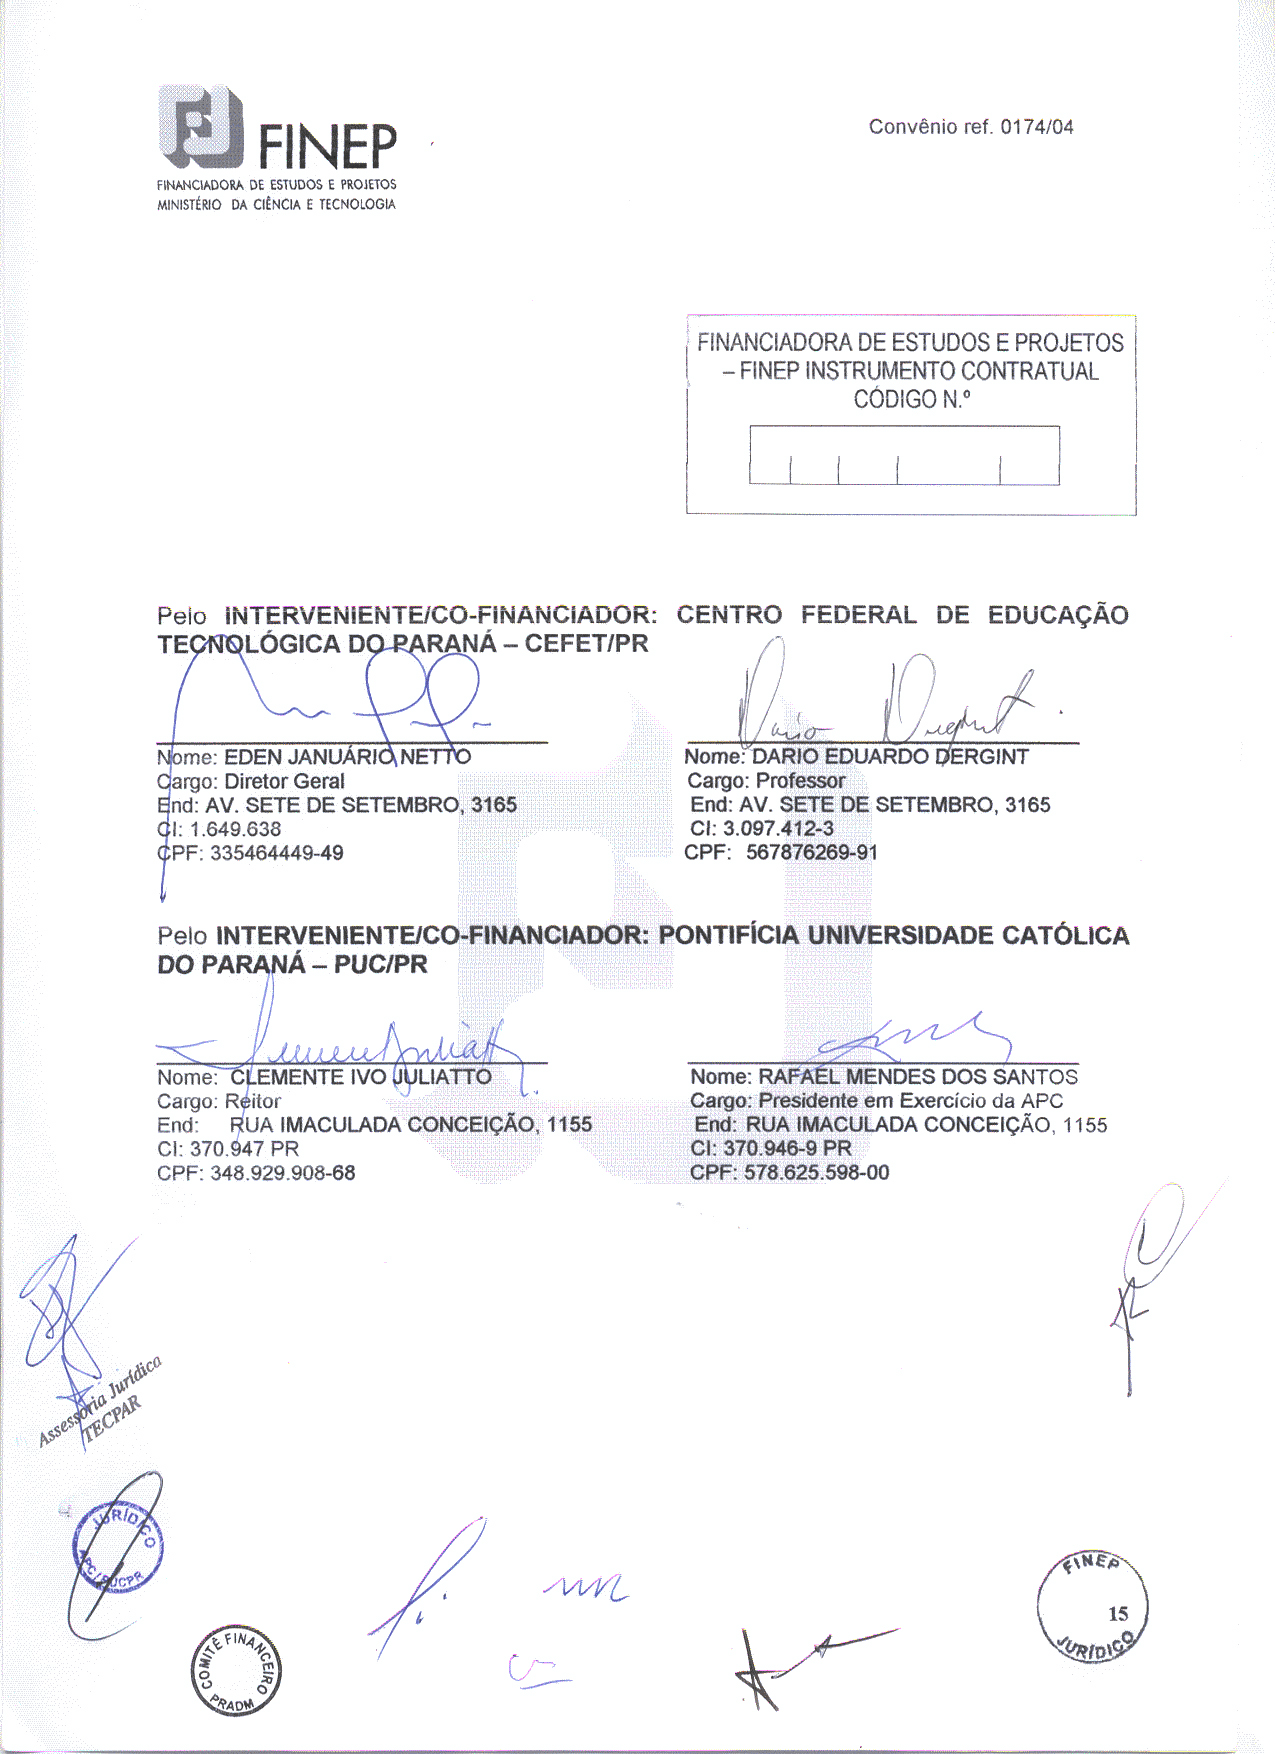 FINEP
FINANCIADORA DE ESTUDOS E PROJETOS
MINISTÉRIO DA CIÊNCIA E TECNOLOGIA
Convênio ref. 0174/04
FINANCIADORA DE ESTUDOS E PROJETOS
– FINEP INSTRUMENTO CONTRATUAL
CÓDIGO N.º
Pelo INTERVENIENTE/CO-FINANCIADOR: CENTRO FEDERAL DE EDUCAÇÃO
TECNOLÓGICA DO PARANÁ – CEFET/PR
Dario Dergint
Nome: EDEN JANUÁRIO NETTO
Cargo: Diretor Geral
End: AV. SETE DE SETEMBRO, 3165
CI: 1.649.638
CPF: 335464449-49
Nome: DARIO EDUARDO DERGINT
Cargo: Professor
End: AV. SETE DE SETEMBRO, 3165
CI: 3.097.412-3
CPF: 567876269-91
Pelo INTERVENIENTE/CO-FINANCIADOR: PONTIFÍCIA UNIVERSIDADE CATÓLICA
DO PARANÁ – PUC/PR
Nome: CLEMENTE IVO JULIATTO
Cargo: Reitor
End: RUA IMACULADA CONCEIÇÃO, 1155
CI: 370.947 PR
CPF: 348.929.908-68
Nome: RAFAEL MENDES DOS SANTOS
Cargo: Presidente em Exercício da APC
End: RUA IMACULADA CONCEIÇÃO, 1155
CI: 370.946-9 PR
CPF: 578.625.598-00
Assessoria Jurídica
TECPAR
JURÍDICO
APC/PUCPR
COMITÊ FINANCEIRO
PRADM
FINEP
15
JURÍDICO